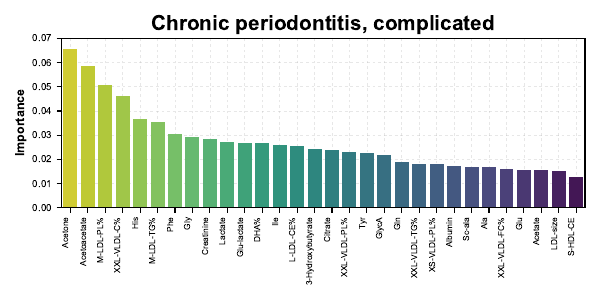 Chronic periodontitis, complicated
Importance
0.07
0.06
0.05
0.04
0.03
0.02
0.01
0.00
Acetone
Acetoacetate
M-LDL-PL%
XXL-VLDL-C%
His
M-LDL-TG%
Phe
Gly
Creatinine
Lactate
Glu-lactate
DHA%
Ile
L-LDL-CE%
3-Hydroxybutyrate
Citrate
XXL-VLDL-PL%
Tyr
GlycA
Gln
XXL-VLDL-TG%
XS-VLDL-PL%
Albumin
Sc-ala
Ala
XXL-VLDL-FC%
Glu
Acetate
LDL-size
S-HDL-CE